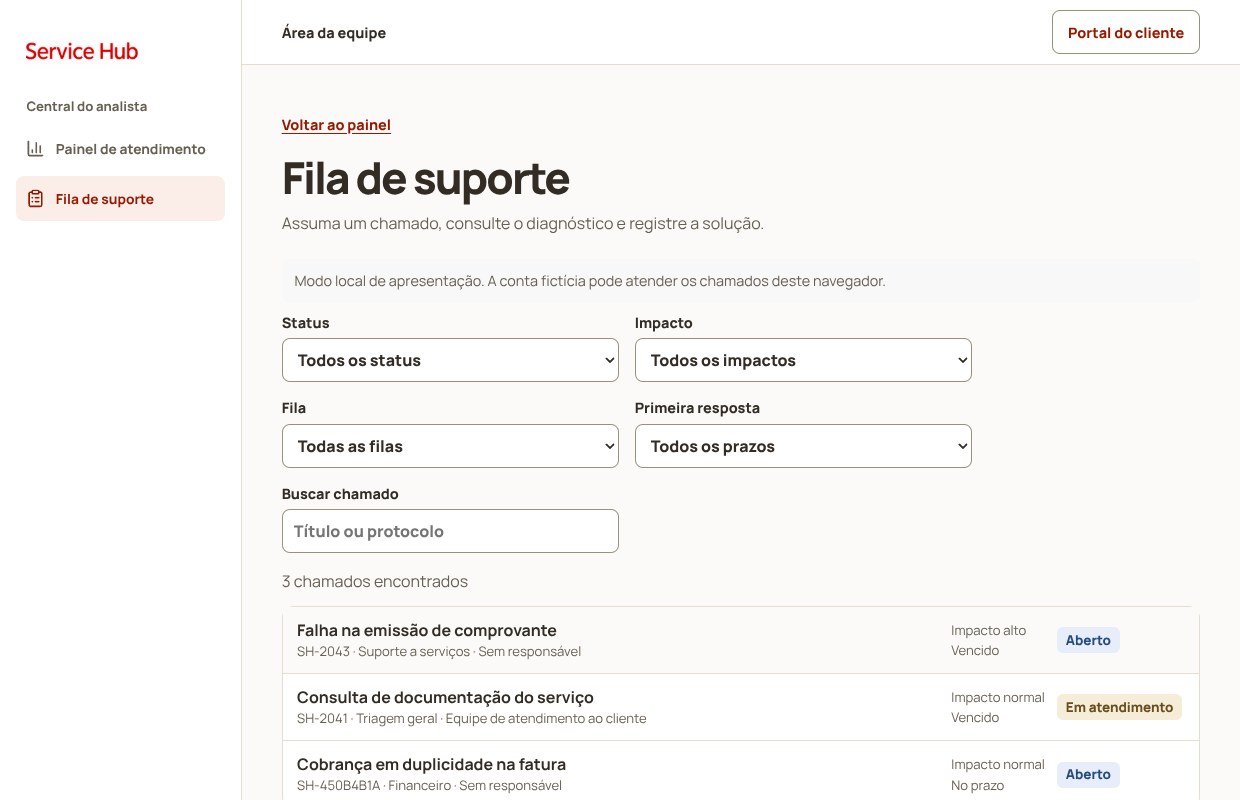 Service Hub
Central do analista
Painel de atendimento
Fila de suporte
Área da equipe
Portal do cliente
Voltar ao painel
Fila de suporte
Assuma um chamado, consulte o diagnóstico e registre a solução.
Modo local de apresentação. A conta fictícia pode atender os chamados deste navegador.
Status
Impacto
Todos os status
Todos os impactos
Fila
Primeira resposta
Todas as filas
Todos os prazos
Buscar chamado
Título ou protocolo
3 chamados encontrados
Falha na emissão de comprovante
SH-2043 · Suporte a serviços · Sem responsável
Impacto alto
Vencido
Aberto
Consulta de documentação do serviço
SH-2041 · Triagem geral · Equipe de atendimento ao cliente
Impacto normal
Vencido
Em atendimento
Cobrança em duplicidade na fatura
SH-450B4B1A · Financeiro · Sem responsável
Impacto normal
No prazo
Aberto